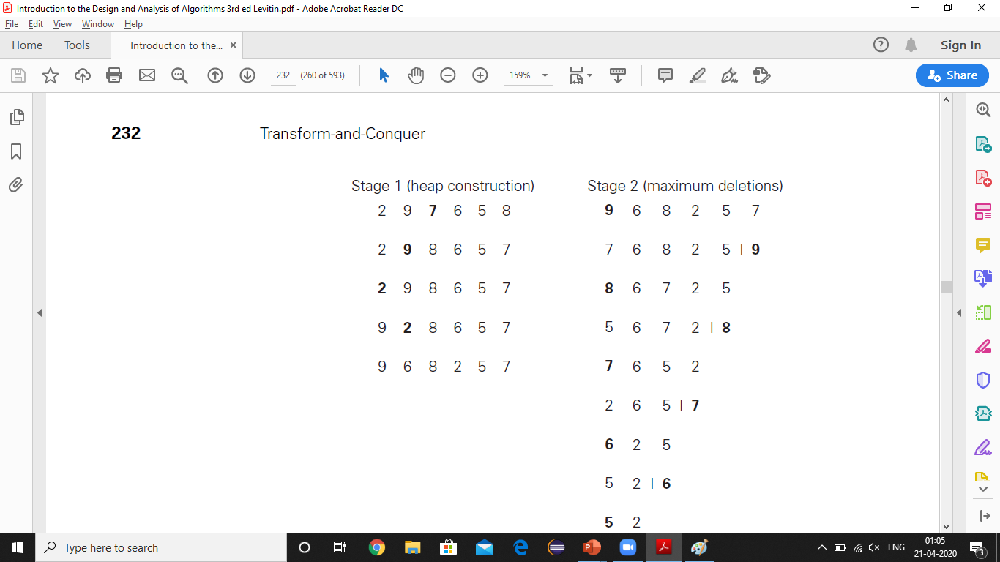 Introduction to the Design and Analysis of Algorithms 3rd ed Levitin.pdf - Adobe Acrobat Reader DC
File Edit View Window Help
Home Tools Introduction to the... × Sign In
232 (260 of 593) 159% Share
232 Transform-and-Conquer
Stage 1 (heap construction) Stage 2 (maximum deletions)
2 9 7 6 5 8 9 6 8 2 5 7
2 9 8 6 5 7 7 6 8 2 5 | 9
2 9 8 6 5 7 8 6 7 2 5
9 2 8 6 5 7 5 6 7 2 | 8
9 6 8 2 5 7 7 6 5 2
2 6 5 | 7
6 2 5
5 2 | 6
5 2
Type here to search ENG 01:05
21-04-2020 3